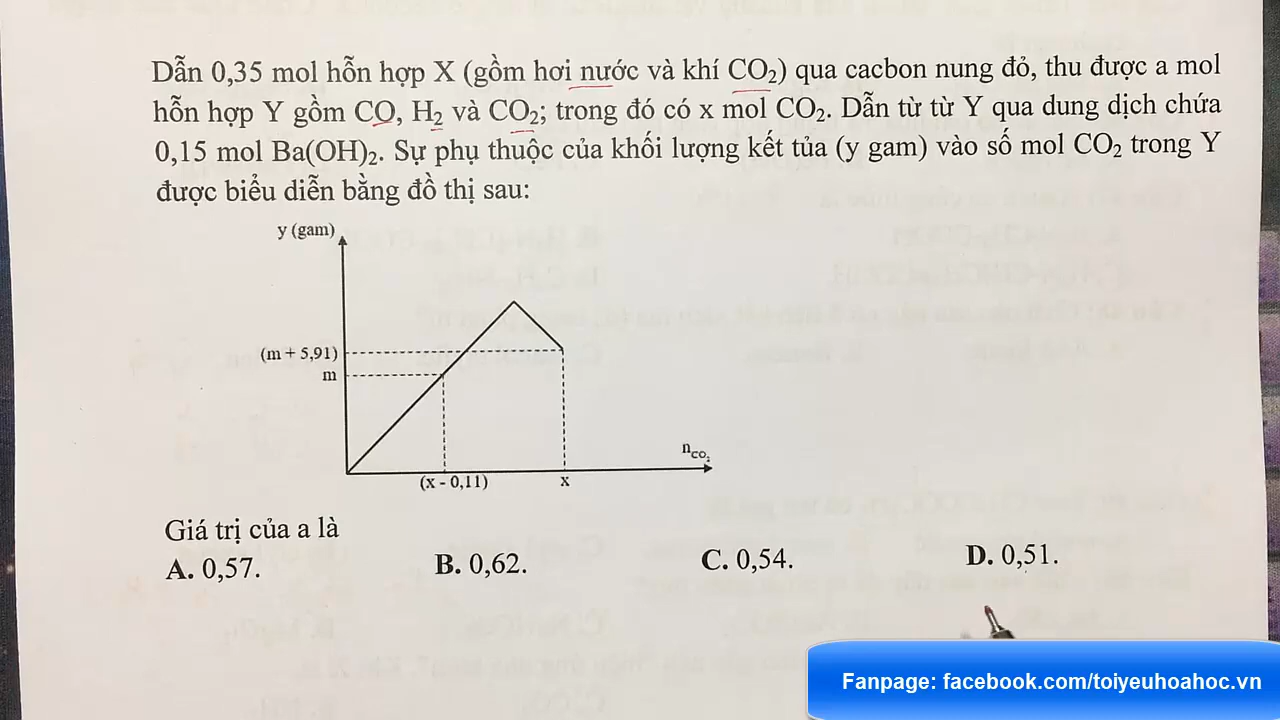 Dẫn 0,35 mol hỗn hợp X (gồm hơi nước và khí CO₂) qua cacbon nung đỏ, thu được a mol
hỗn hợp Y gồm CO, H₂ và CO₂; trong đó có x mol CO₂. Dẫn từ từ Y qua dung dịch chứa
0,15 mol Ba(OH)₂. Sự phụ thuộc của khối lượng kết tủa (y gam) vào số mol CO₂ trong Y
được biểu diễn bằng đồ thị sau:
y (gam)
(m + 5,91)
m
n_CO₂
(x - 0,11)
x
Giá trị của a là
A. 0,57. B. 0,62. C. 0,54. D. 0,51.
Fanpage: facebook.com/toiyeuhoahoc.vn